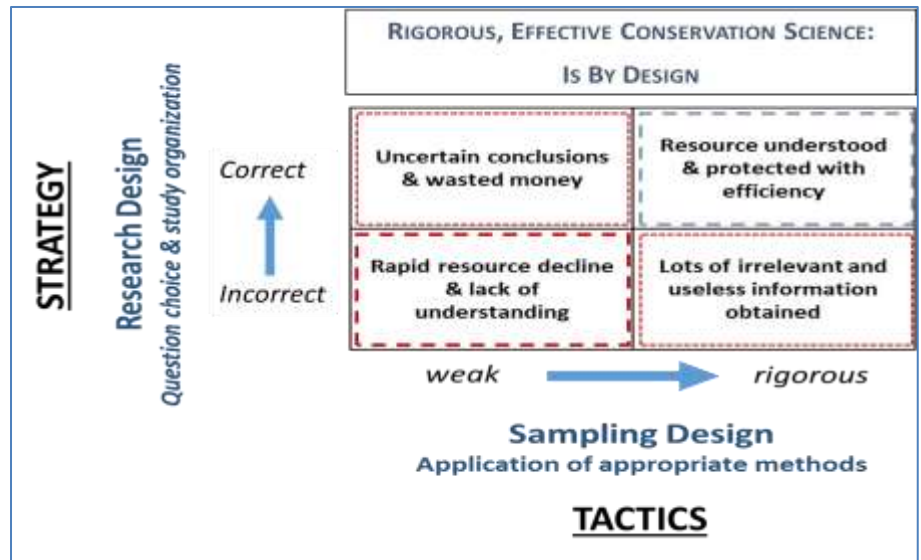 RIGOROUS, EFFECTIVE CONSERVATION SCIENCE:
IS BY DESIGN
STRATEGY
Research Design
Question choice & study organization
Correct
Incorrect
Uncertain conclusions
& wasted money
Resource understood
& protected with
efficiency
Rapid resource decline
& lack of
understanding
Lots of irrelevant and
useless information
obtained
weak
rigorous
Sampling Design
Application of appropriate methods
TACTICS